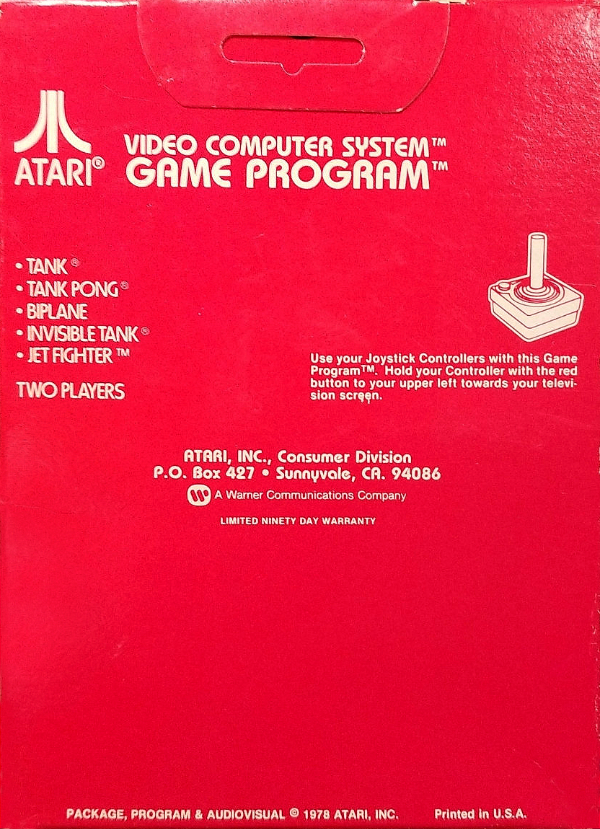 ATARI®
VIDEO COMPUTER SYSTEM™
GAME PROGRAM™
• TANK®
• TANK PONG®
• BIPLANE
• INVISIBLE TANK®
• JET FIGHTER™
TWO PLAYERS
Use your Joystick Controllers with this Game
Program™. Hold your Controller with the red
button to your upper left towards your televi-
sion screen.
ATARI, INC., Consumer Division
P.O. Box 427 • Sunnyvale, CA. 94086
A Warner Communications Company
LIMITED NINETY DAY WARRANTY
PACKAGE, PROGRAM & AUDIOVISUAL © 1978 ATARI, INC. Printed in U.S.A.